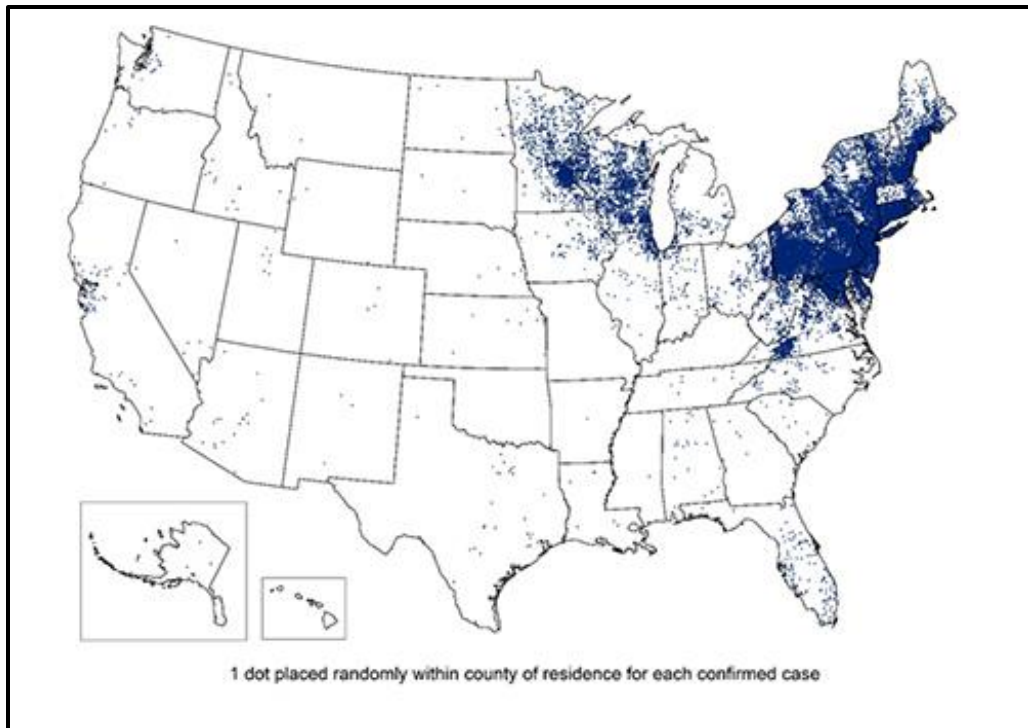 1 dot placed randomly within county of residence for each confirmed case